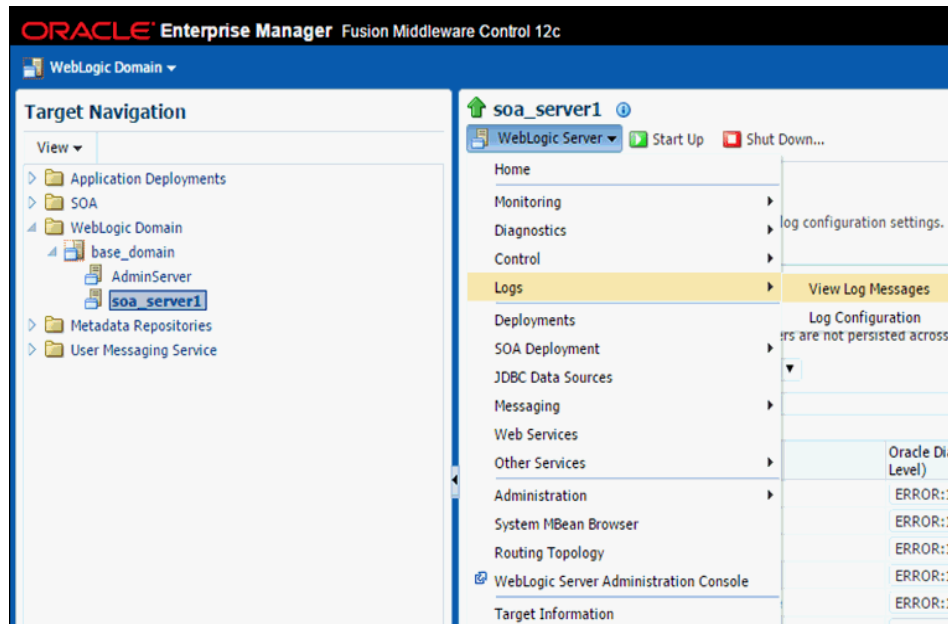 ORACLE Enterprise Manager Fusion Middleware Control 12c
WebLogic Domain
Target Navigation
View
Application Deployments
SOA
WebLogic Domain
base_domain
AdminServer
soa_server1
Metadata Repositories
User Messaging Service
soa_server1
WebLogic Server Start Up Shut Down...
Home
Monitoring
Diagnostics
log configuration settings.
Control
Logs
View Log Messages
Log Configuration
Deployments
are not persisted across
SOA Deployment
JDBC Data Sources
Messaging
Web Services
Other Services
Oracle
Level)
Administration
ERROR:
System MBean Browser
ERROR:
Routing Topology
ERROR:
WebLogic Server Administration Console
ERROR:
Target Information
ERROR: